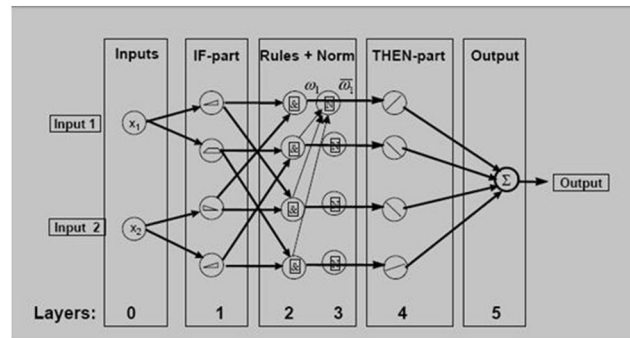 Inputs IF-part Rules + Norm THEN-part Output
ω₁ ω̅₁
Input 1 x₁ & N
& N
Σ Output
Input 2 x₂ & N
& N
Layers: 0 1 2 3 4 5